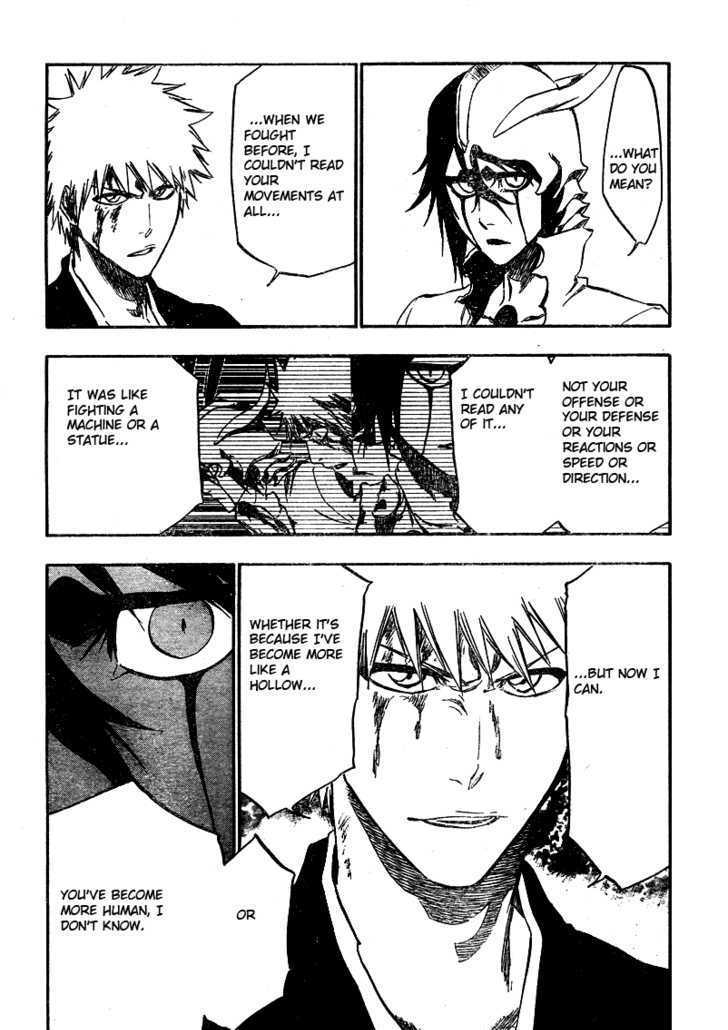 ...WHAT
DO YOU
MEAN?
...WHEN WE
FOUGHT
BEFORE, I
COULDN'T READ
YOUR
MOVEMENTS AT
ALL...
NOT YOUR
OFFENSE OR
YOUR DEFENSE
OR YOUR
REACTIONS OR
SPEED OR
DIRECTION...
I COULDN'T
READ ANY
OF IT...
IT WAS LIKE
FIGHTING A
MACHINE OR A
STATUE...
...BUT NOW I
CAN.
WHETHER IT'S
BECAUSE I'VE
BECOME MORE
LIKE A
HOLLOW...
OR
YOU'VE BECOME
MORE HUMAN, I
DON'T KNOW.